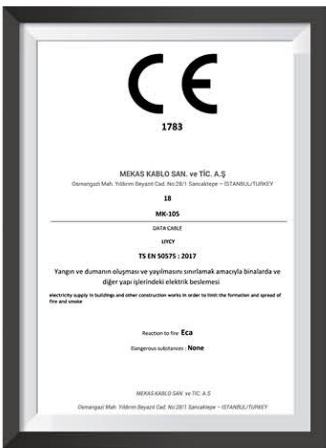 CE
1783
MEKAS KABLO SAN. ve TİC. A.Ş
Osmangazi Mah. Yıldırım Beyazıt Cad. No:28/1 Sancaktepe – İSTANBUL/TURKEY
18
MK-105
DATA CABLE
LIYCY
TS EN 50575 : 2017
Yangın ve dumanın oluşması ve yayılmasını sınırlamak amacıyla binalarda ve
diğer yapı işlerindeki elektrik beslemesi
electricity supply in buildings and other construction works in order to limit the formation and spread of
fire and smoke
Reaction to fire Eca
Dangerous substances : None
MEKAS KABLO SAN. ve TİC. A.S
Osmangazi Mah. Yıldırım Beyazıt Cad. No:28/1 Sancaktepe – İSTANBUL/TURKEY